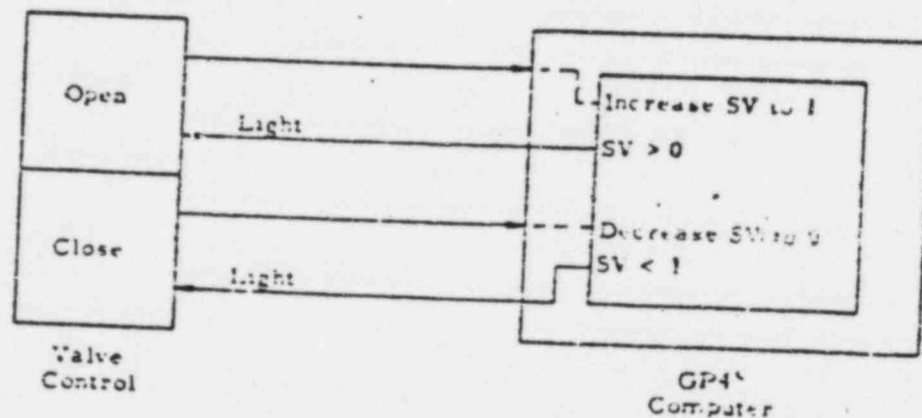 Open
Increase SV to 1
Light
SV > 0
Close
Decrease SV to 0
SV < 1
Light
Valve
Control
Computer